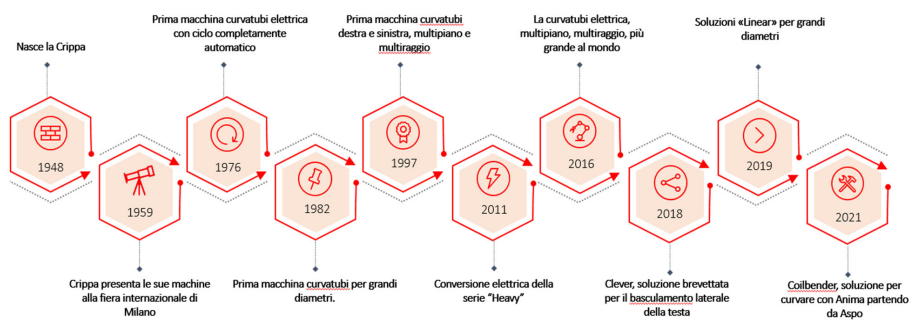 Nasce la Crippa
1948
1959
Crippa presenta le sue machine
alla fiera internazionale di
Milano
Prima macchina curvatubi elettrica
con ciclo completamente
automatico
1976
1982
Prima macchina curvatubi per grandi
diametri.
Prima macchina curvatubi
destra e sinistra, multipiano e
multiraggio
1997
2011
Conversione elettrica della
serie “Heavy”
La curvatubi elettrica,
multipiano, multiraggio, più
grande al mondo
2016
2018
Clever, soluzione brevettata
per il basculamento laterale
della testa
Soluzioni «Linear» per grandi
diametri
2019
2021
Coilbender, soluzione per
curvare con Anima partendo
da Aspo